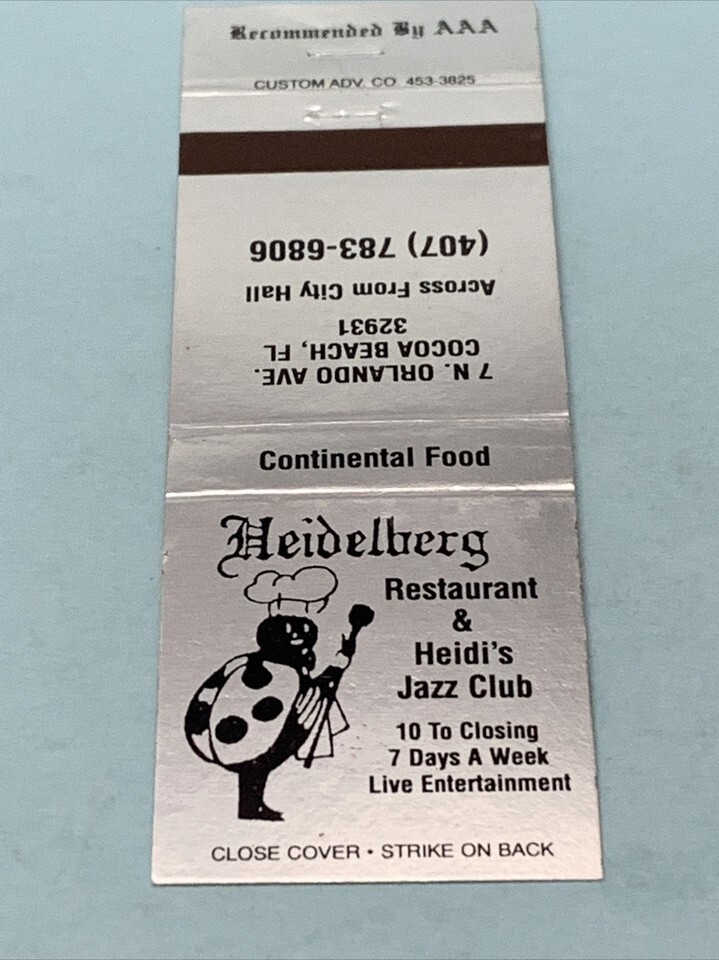 Recommended By AAA
CUSTOM ADV. CO. 453-3825
7 N. ORLANDO AVE.
COCOA BEACH, FL
32931
Across From City Hall
(407) 783-6806
Continental Food
Heidelberg
Restaurant
&
Heidi's
Jazz Club
10 To Closing
7 Days A Week
Live Entertainment
CLOSE COVER • STRIKE ON BACK